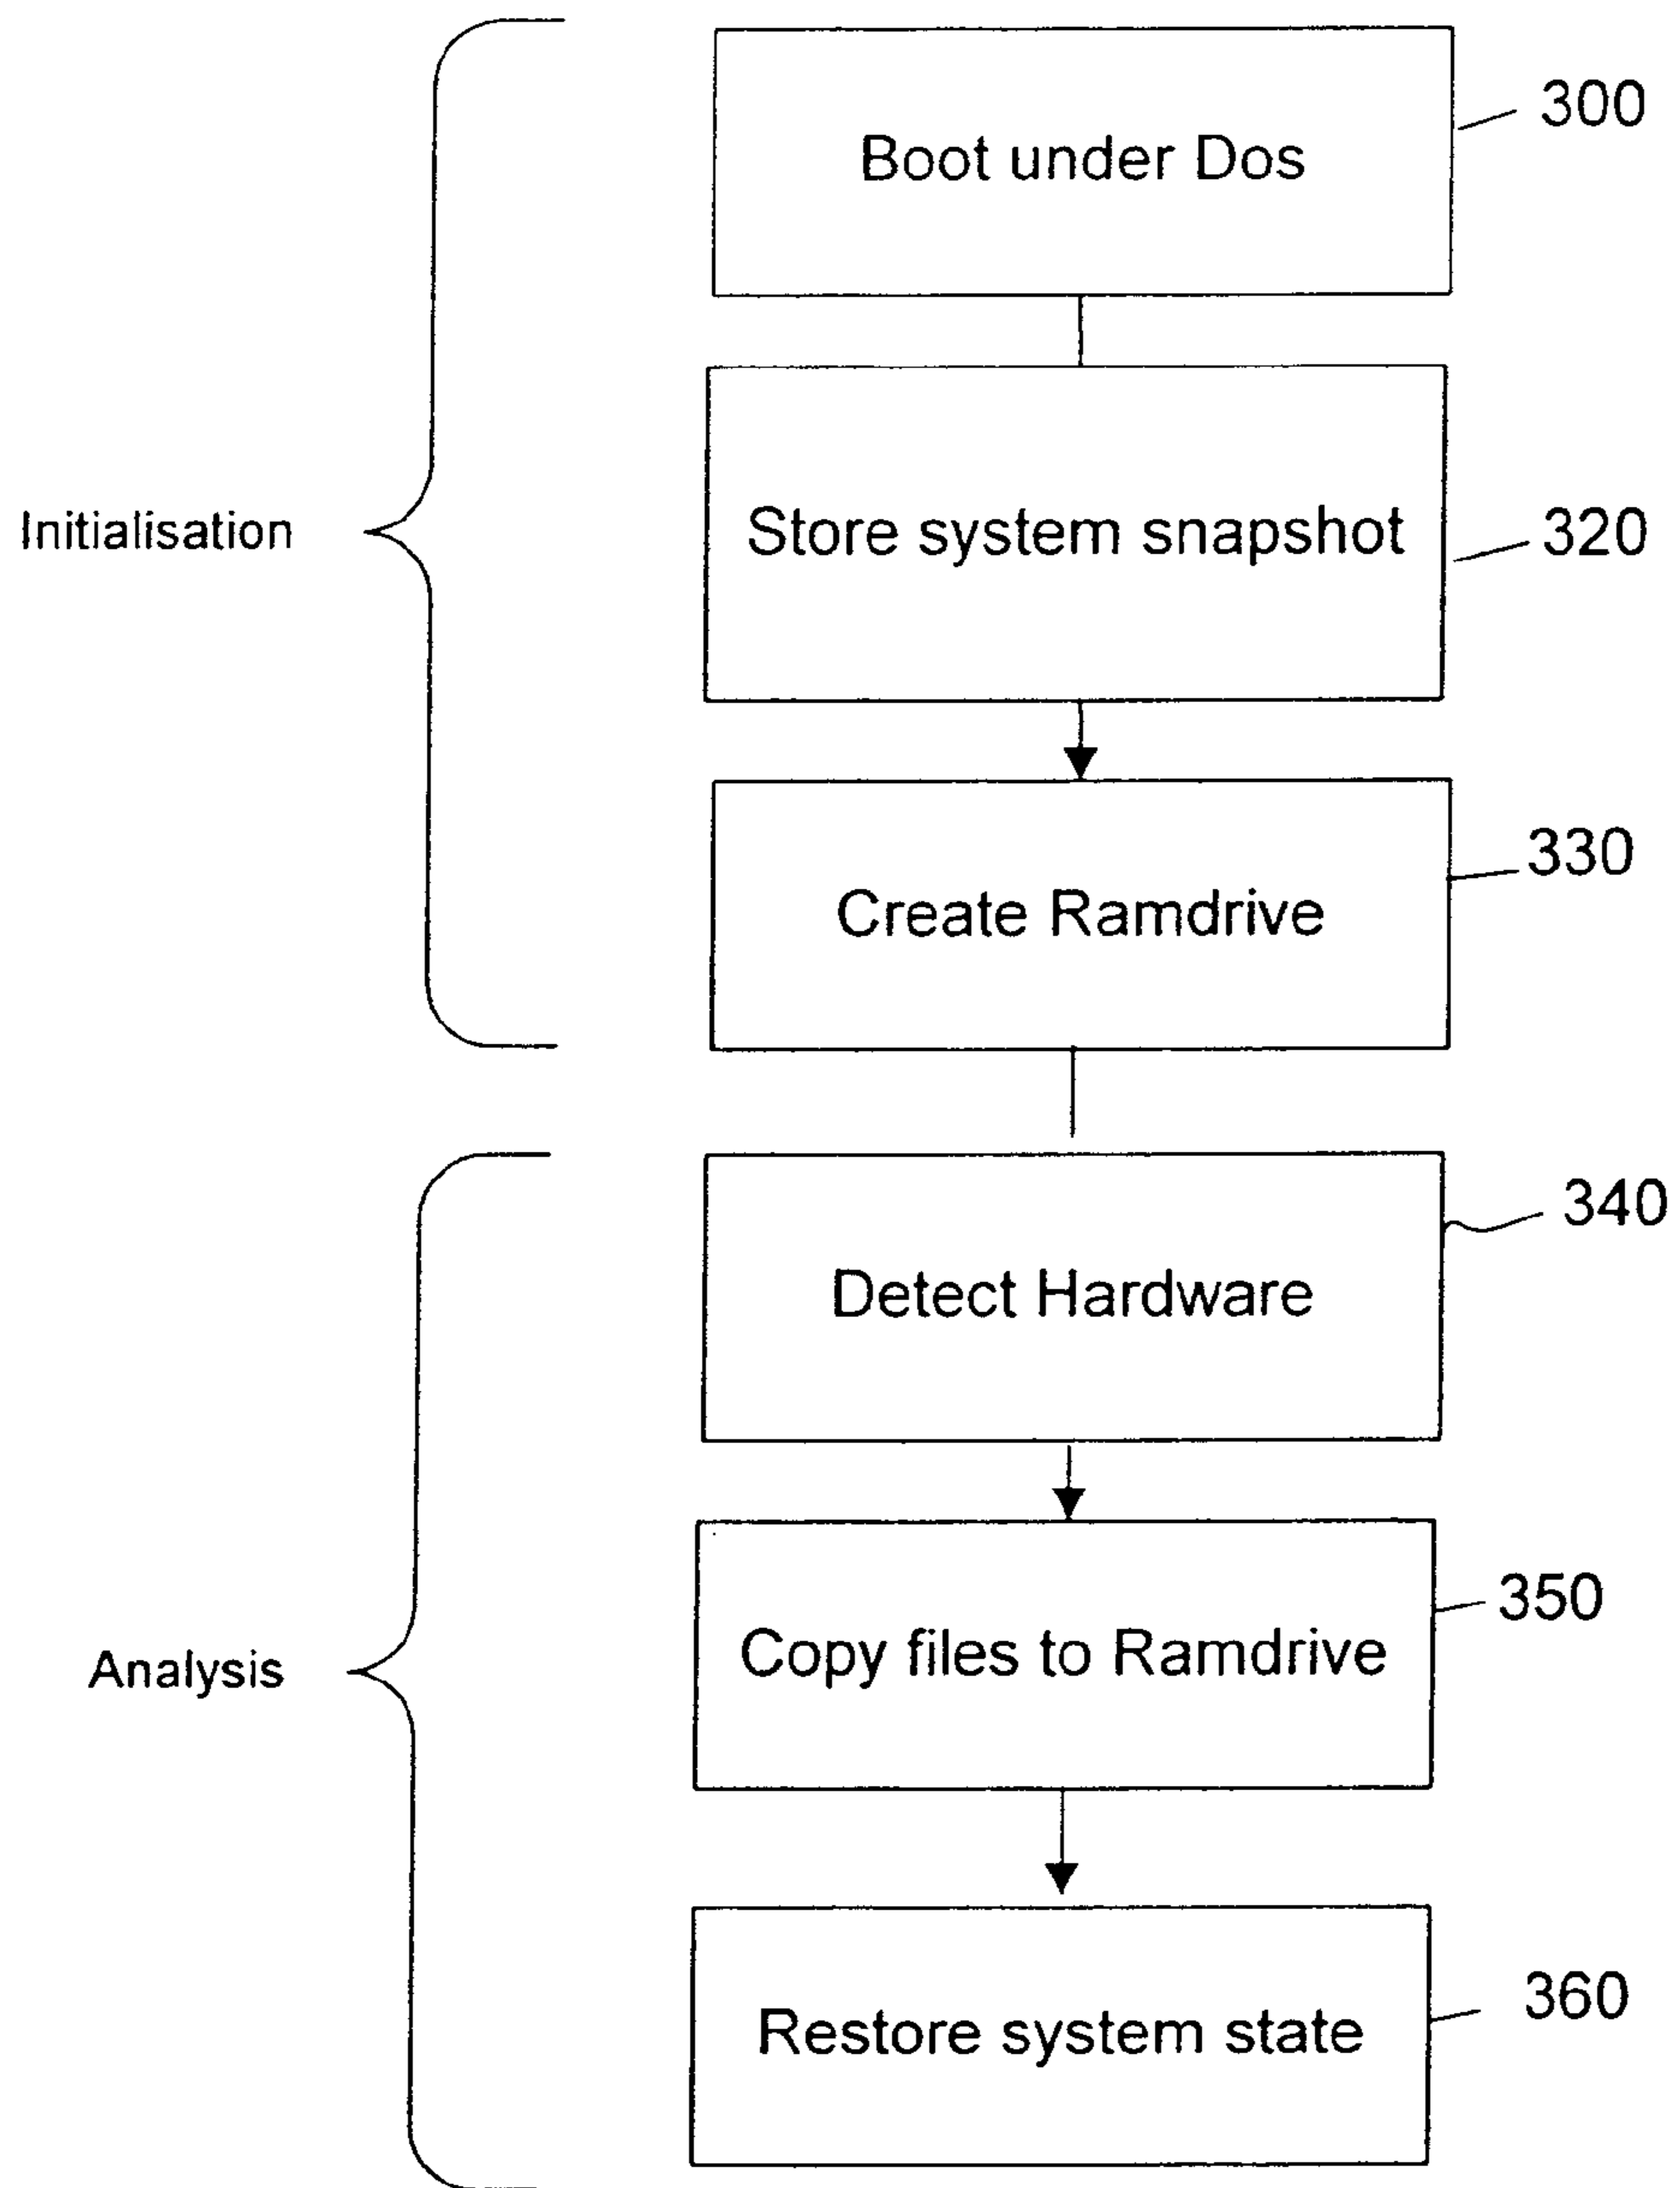 Boot under Dos
300
Initialisation
Store system snapshot
320
Create Ramdrive
330
Detect Hardware
340
Analysis
Copy files to Ramdrive
350
Restore system state
360